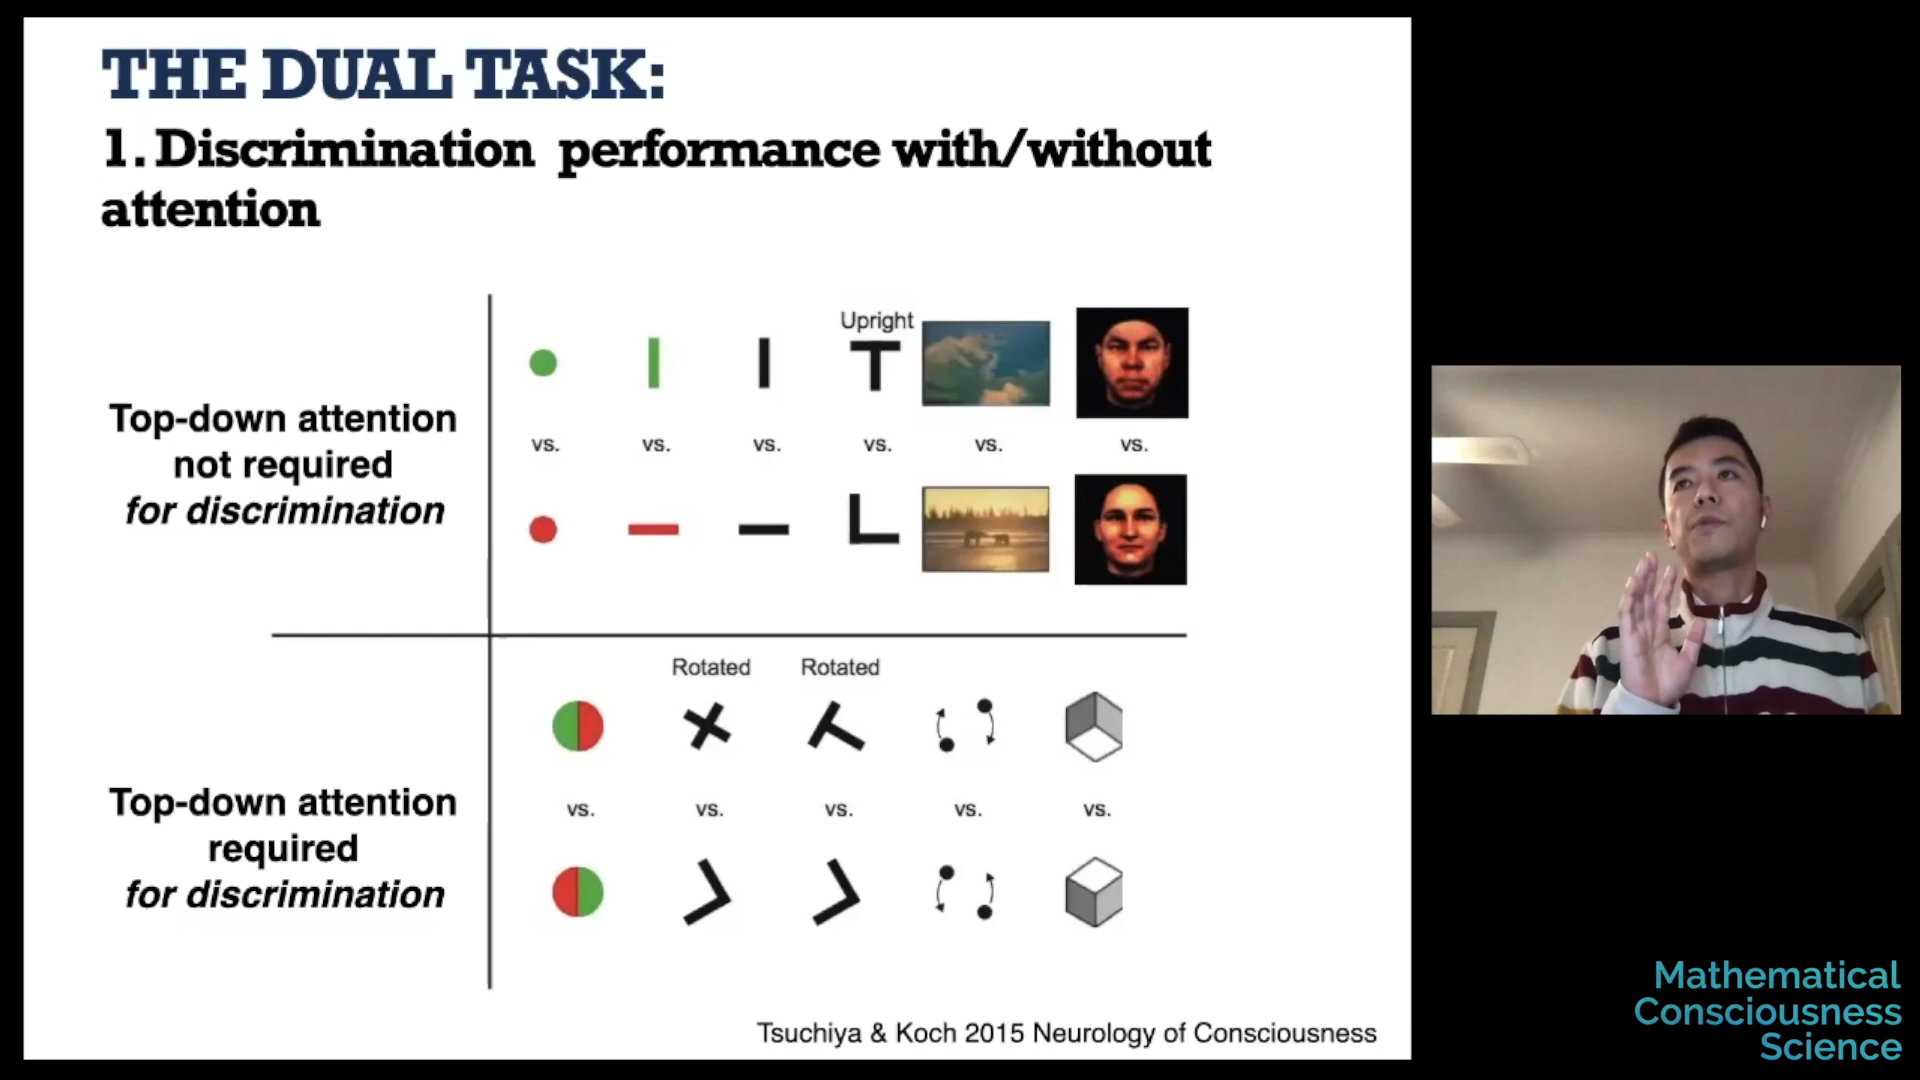 THE DUAL TASK:
1. Discrimination performance with/without
attention
Upright
Top-down attention
not required
for discrimination
vs. vs. vs. vs. vs. vs.
Rotated Rotated
Top-down attention
required
for discrimination
vs. vs. vs. vs. vs.
Tsuchiya & Koch 2015 Neurology of Consciousness
Mathematical
Consciousness
Science